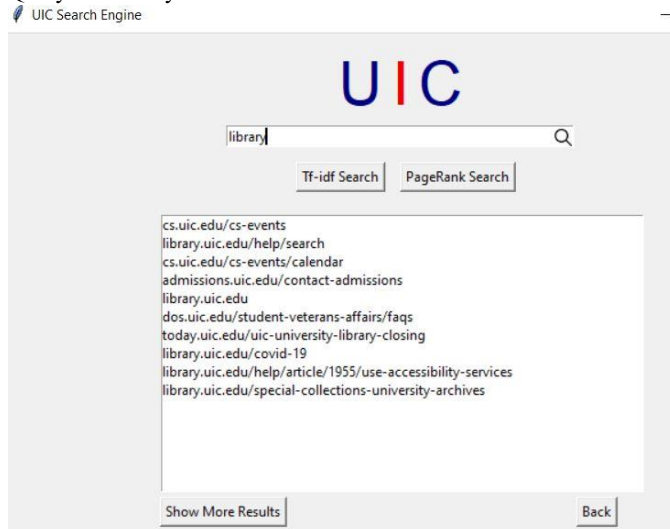 UIC Search Engine
U I C
library
Tf-idf Search PageRank Search
cs.uic.edu/cs-events
library.uic.edu/help/search
cs.uic.edu/cs-events/calendar
admissions.uic.edu/contact-admissions
library.uic.edu
dos.uic.edu/student-veterans-affairs/faqs
today.uic.edu/uic-university-library-closing
library.uic.edu/covid-19
library.uic.edu/help/article/1955/use-accessibility-services
library.uic.edu/special-collections-university-archives
Show More Results Back